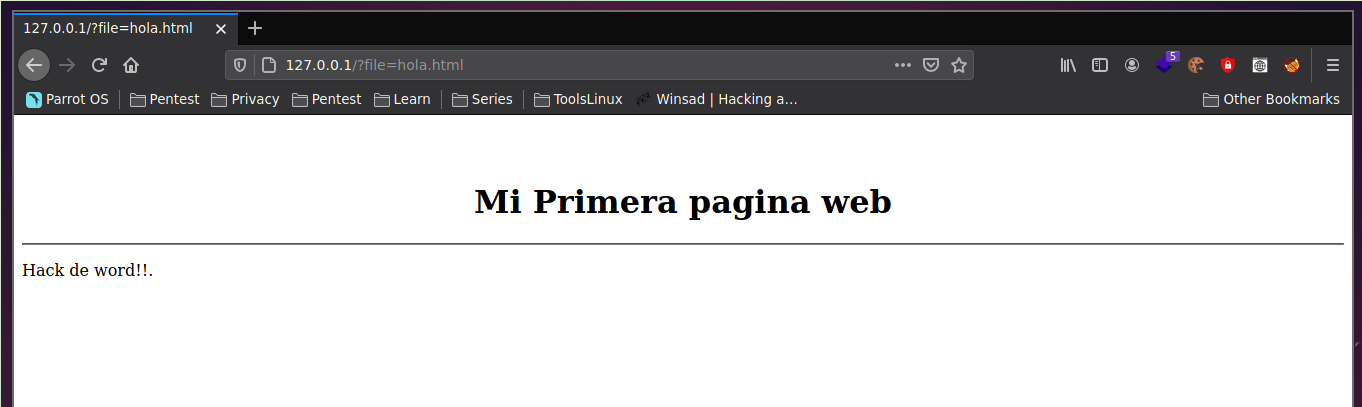 127.0.0.1/?file=hola.html
127.0.0.1/?file=hola.html
5
Parrot OS Pentest Privacy Pentest Learn Series ToolsLinux Winsad | Hacking a… Other Bookmarks
Mi Primera pagina web
Hack de word!!.